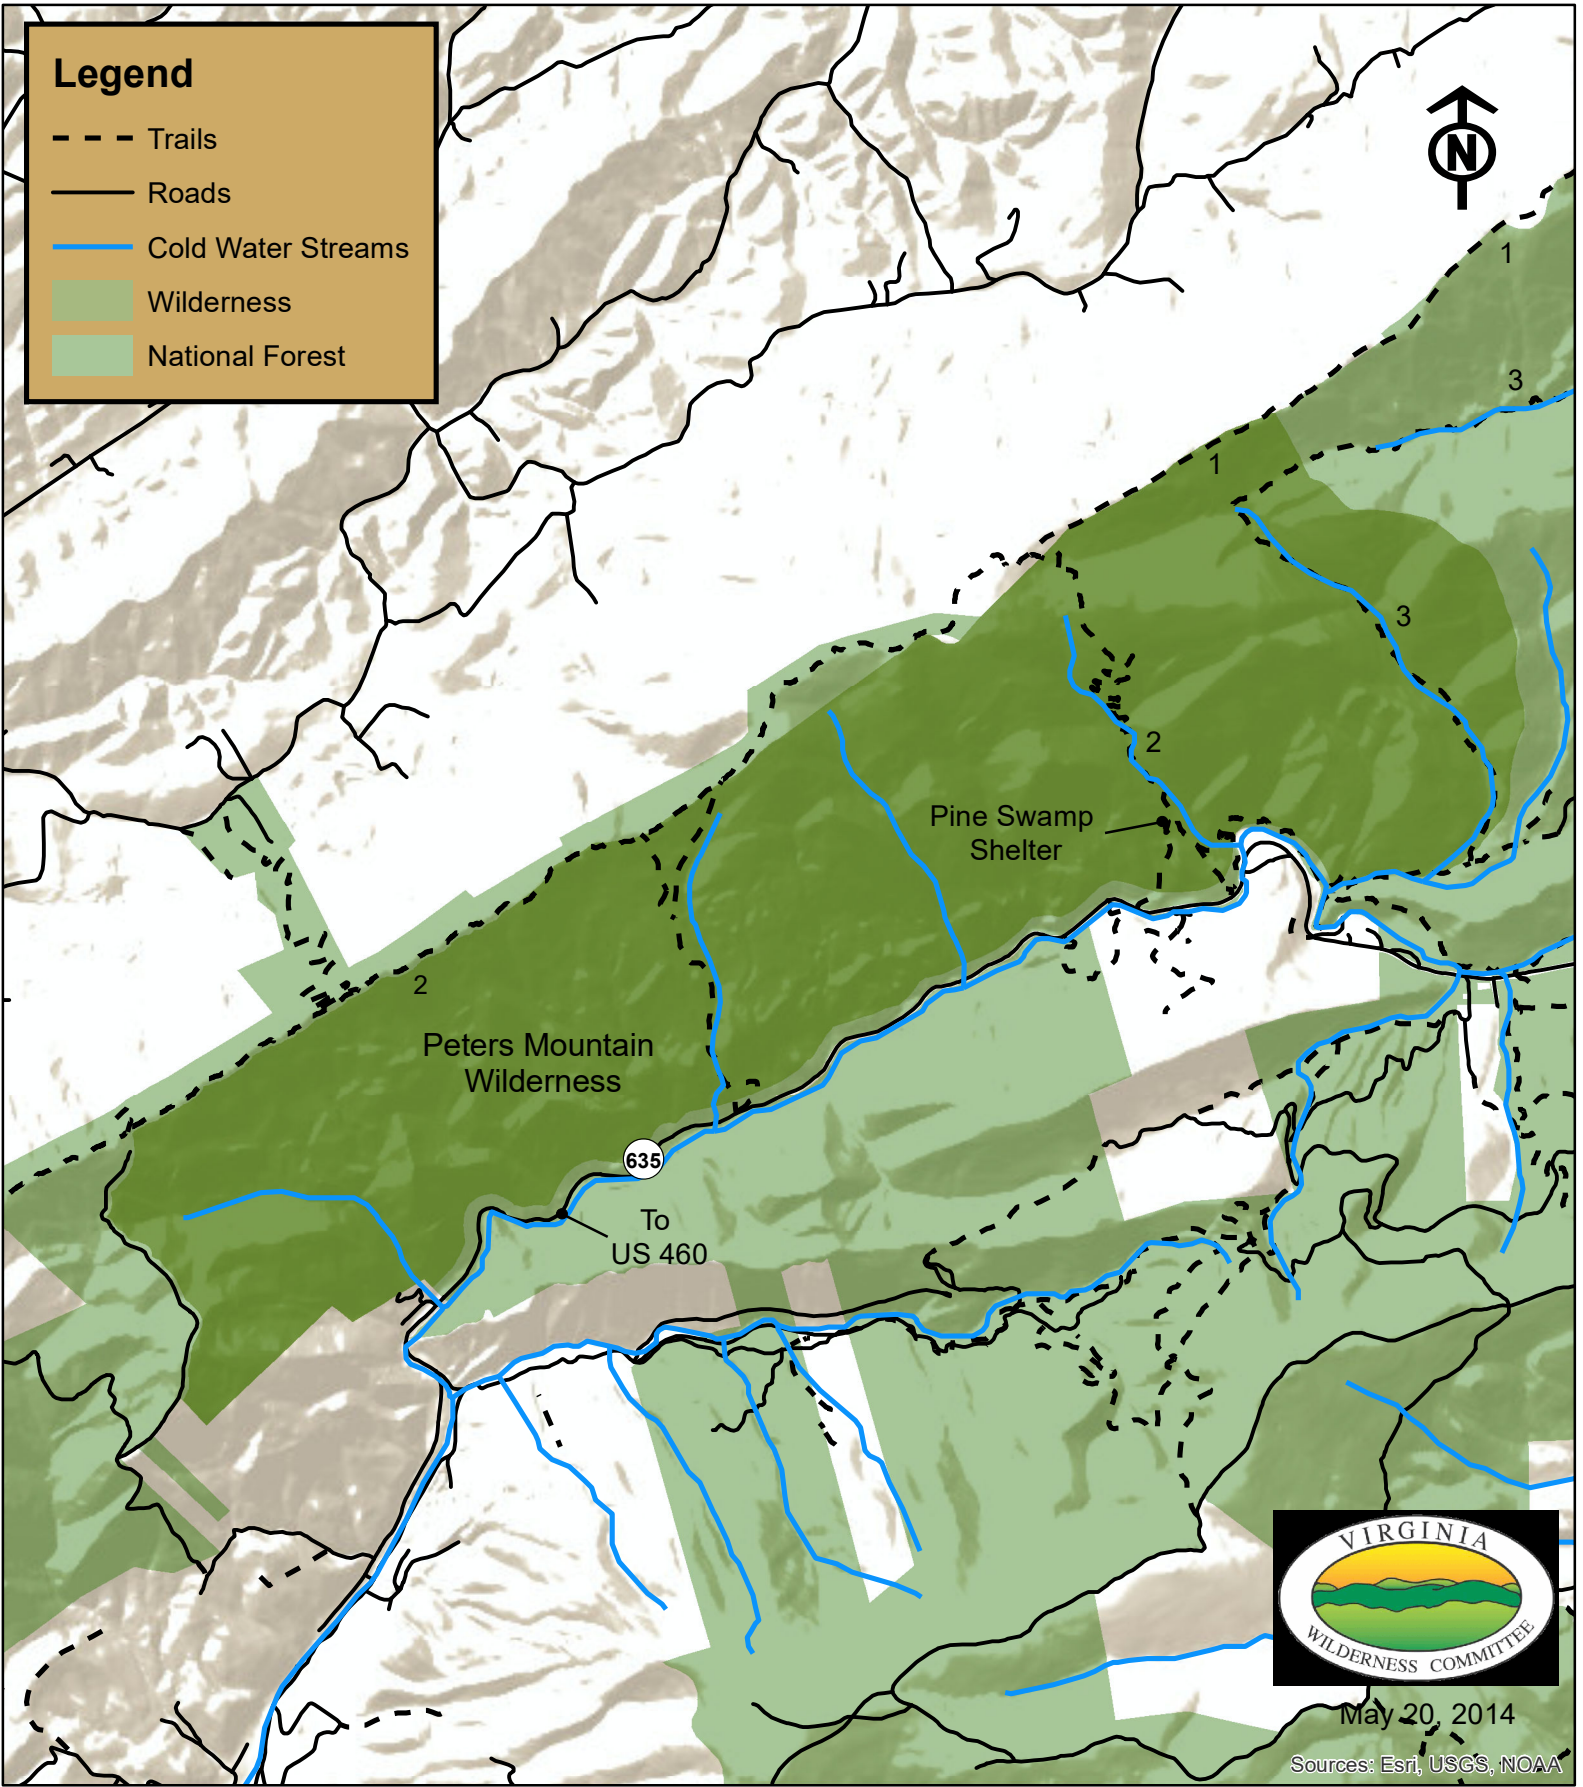 Legend
Trails
Roads
Cold Water Streams
Wilderness
National Forest
N
1
3
1
3
2
Pine Swamp
Shelter
2
Peters Mountain
Wilderness
635
To
US 460
VIRGINIA
WILDERNESS COMMITTEE
May 20, 2014
Sources: Esri, USGS, NOAA